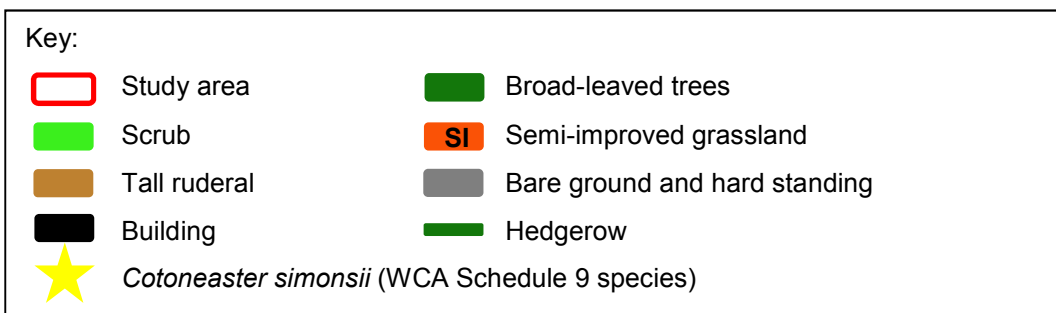 Key:
Study area
Broad-leaved trees
Scrub
SI Semi-improved grassland
Tall ruderal
Bare ground and hard standing
Building
Hedgerow
Cotoneaster simonsii (WCA Schedule 9 species)